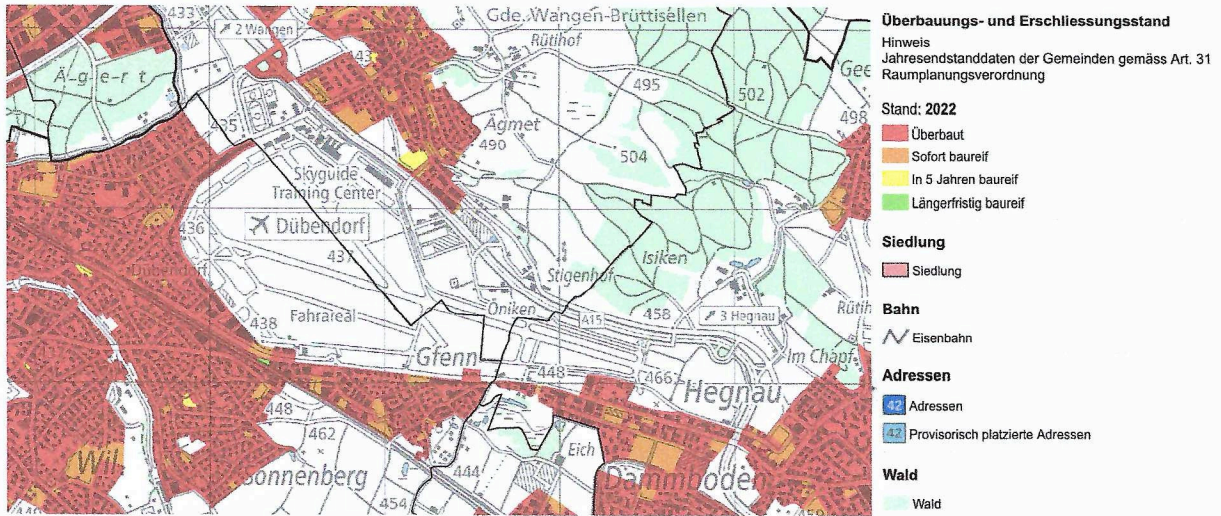 433
2 Wangen
Gde. Wangen-Brüttisellen
Rütihof
Ägert
495
502
435
Ägmet
490
498
504
Skyguide
Training Center
Dübendorf
436
437
Isiken
Stigenhof
Dübendorf
Öniken
A15
458
3 Hegnau
Fahrareal
438
Gfenn
Im Chapf
448
466
Hegnau
448
462
Eich
Wil
Sonnenberg
444
Dammboden
454
Überbauungs- und Erschliessungsstand
Hinweis
Jahresendstanddaten der Gemeinden gemäss Art. 31
Raumplanungsverordnung
Stand: 2022
Überbaut
Sofort baureif
In 5 Jahren baureif
Längerfristig baureif
Siedlung
Siedlung
Bahn
Eisenbahn
Adressen
42 Adressen
42 Provisorisch platzierte Adressen
Wald
Wald